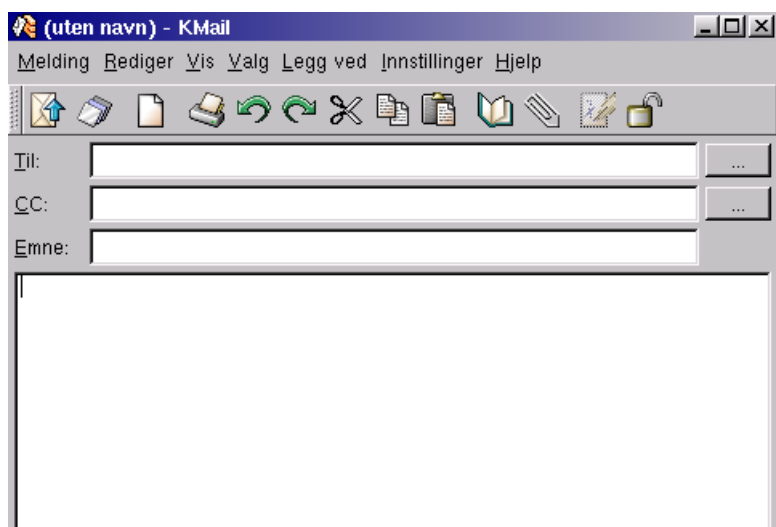 (uten navn) - KMail
Melding Rediger Vis Valg Legg ved Innstillinger Hjelp
Til: ...
CC: ...
Emne: